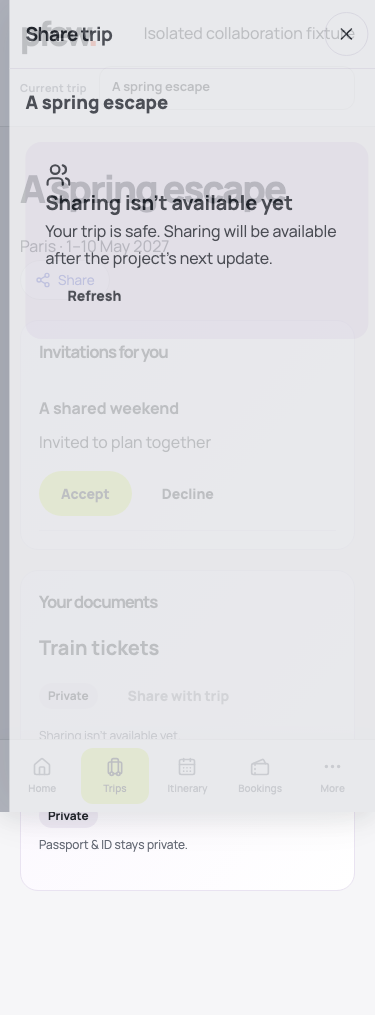 Share trip
pfow.
Isolated collaboration fixture
Current trip
A spring escape
A spring escape
A spring escape
Sharing isn't available yet
Your trip is safe. Sharing will be available
after the project's next update.
Paris · 1–10 May 2027
Share
Refresh
Invitations for you
A shared weekend
Invited to plan together
Accept
Decline
Your documents
Train tickets
Private
Share with trip
Sharing isn't available yet
Home
Trips
Itinerary
Bookings
More
Private
Passport & ID stays private.